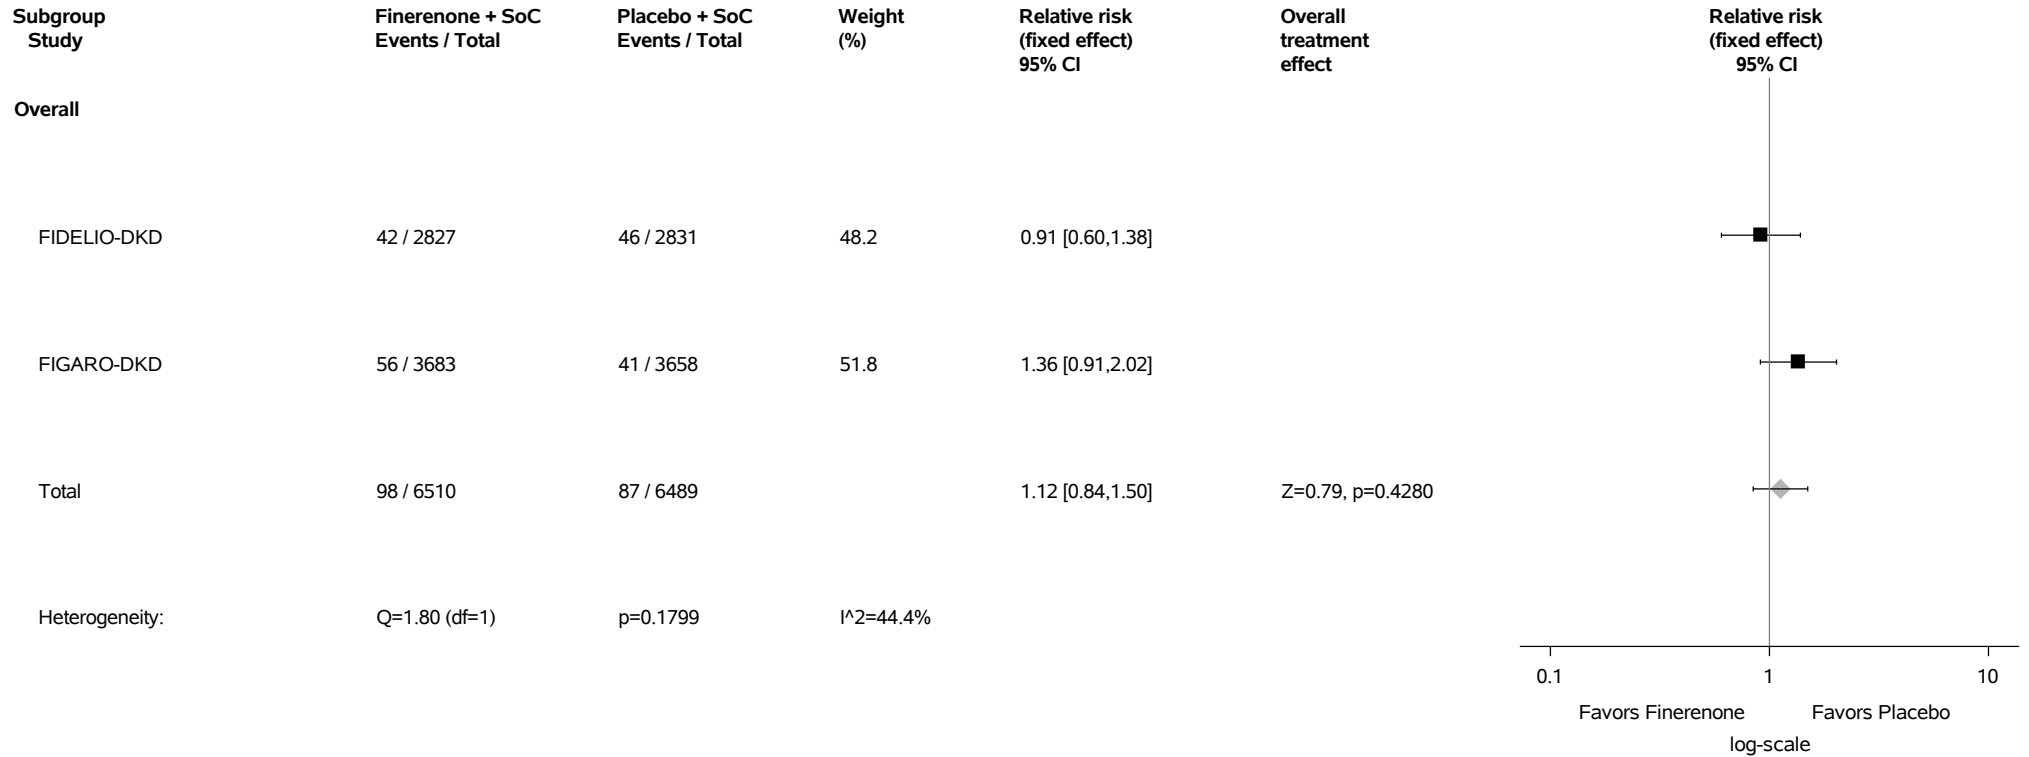 Subgroup Finerenone + SoC Placebo + SoC Weight Relative risk Overall Relative risk
Study Events / Total Events / Total (%) (fixed effect) treatment (fixed effect)
95% CI effect 95% CI
Overall
FIDELIO-DKD 42 / 2827 46 / 2831 48.2 0.91 [0.60,1.38]
FIGARO-DKD 56 / 3683 41 / 3658 51.8 1.36 [0.91,2.02]
Total 98 / 6510 87 / 6489 1.12 [0.84,1.50] Z=0.79, p=0.4280
Heterogeneity: Q=1.80 (df=1) p=0.1799 I^2=44.4%
0.1 1 10
Favors Finerenone Favors Placebo
log-scale